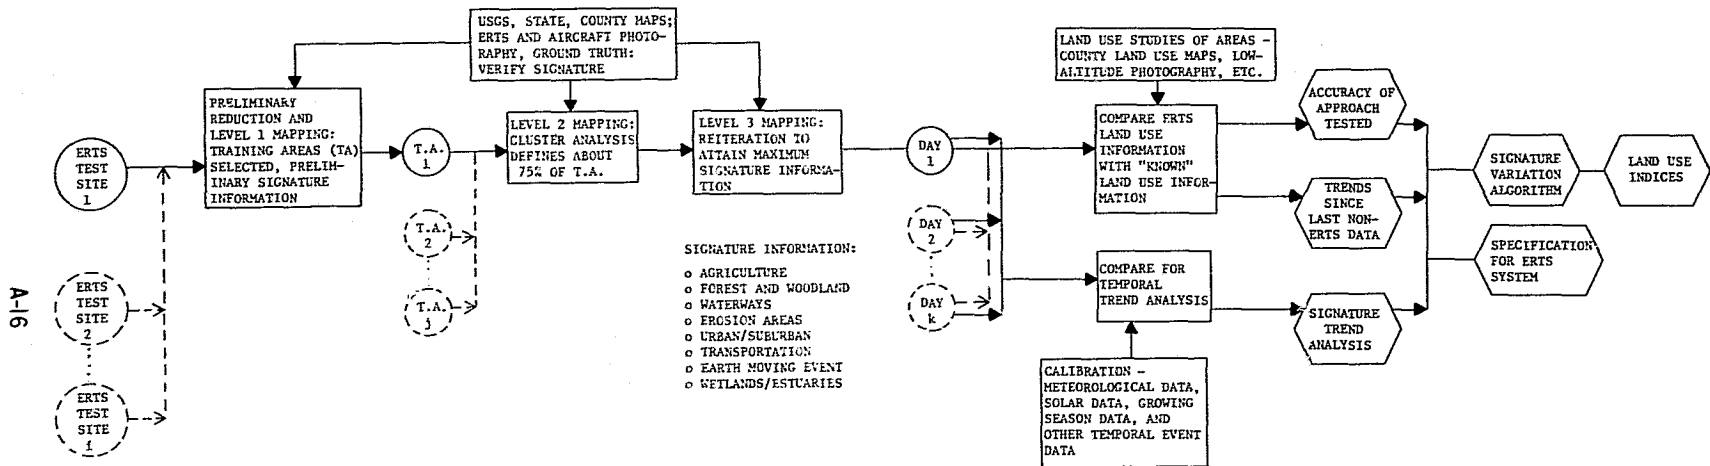 USGS, STATE, COUNTY MAPS;
ERTS AND AIRCRAFT PHOTO-
RAPHY, GROUND TRUTH:
VERIFY SIGNATURE
ERTS
TEST
SITE
1
PRELIMINARY
REDUCTION AND
LEVEL 1 MAPPING:
TRAINING AREAS (TA)
SELECTED, PRELIM-
INARY SIGNATURE
INFORMATION
T.A.
1
LEVEL 2 MAPPING:
CLUSTER ANALYSIS
DEFINES ABOUT
75% OF T.A.
LEVEL 3 MAPPING:
REITERATION TO
ATTAIN MAXIMUM
SIGNATURE INFORMA-
TION
DAY
1
LAND USE STUDIES OF AREAS -
COUNTY LAND USE MAPS, LOW-
ALTITUDE PHOTOGRAPHY, ETC.
COMPARE ERTS
LAND USE
INFORMATION
WITH "KNOWN"
LAND USE INFOR-
MATION
ACCURACY OF
APPROACH
TESTED
TRENDS
SINCE
LAST NON-
ERTS DATA
SIGNATURE
VARIATION
ALGORITHM
LAND USE
INDICES
ERTS
TEST
SITE
2
ERTS
TEST
SITE
i
T.A.
2
T.A.
j
SIGNATURE INFORMATION:
o AGRICULTURE
o FOREST AND WOODLAND
o WATERWAYS
o EROSION AREAS
o URBAN/SUBURBAN
o TRANSPORTATION
o EARTH MOVING EVENT
o WETLANDS/ESTUARIES
DAY
2
DAY
k
COMPARE FOR
TEMPORAL
TREND ANALYSIS
SIGNATURE
TREND
ANALYSIS
SPECIFICATION
FOR ERTS
SYSTEM
CALIBRATION -
METEOROLOGICAL DATA,
SOLAR DATA, GROWING
SEASON DATA, AND
OTHER TEMPORAL EVENT
DATA
A-16